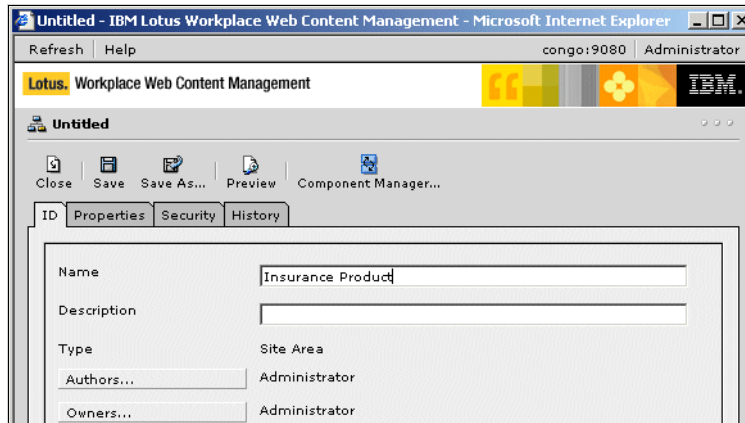 Untitled - IBM Lotus Workplace Web Content Management - Microsoft Internet Explorer
Refresh Help congo:9080 Administrator
Lotus. Workplace Web Content Management IBM.
Untitled
Close Save Save As... Preview Component Manager...
ID Properties Security History
Name Insurance Product
Description
Type Site Area
Authors... Administrator
Owners... Administrator